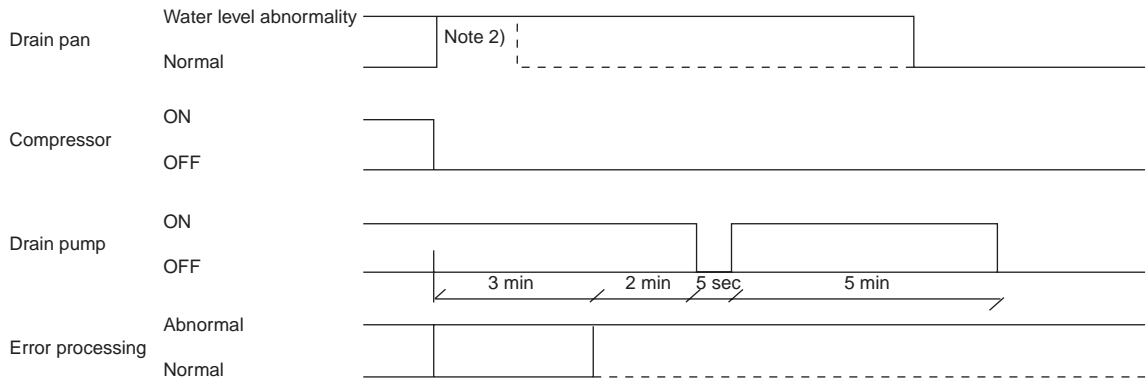 Water level abnormality
Drain pan
Note 2)
Normal
ON
Compressor
OFF
ON
Drain pump
OFF
3 min 2 min 5 sec 5 min
Abnormal
Error processing
Normal